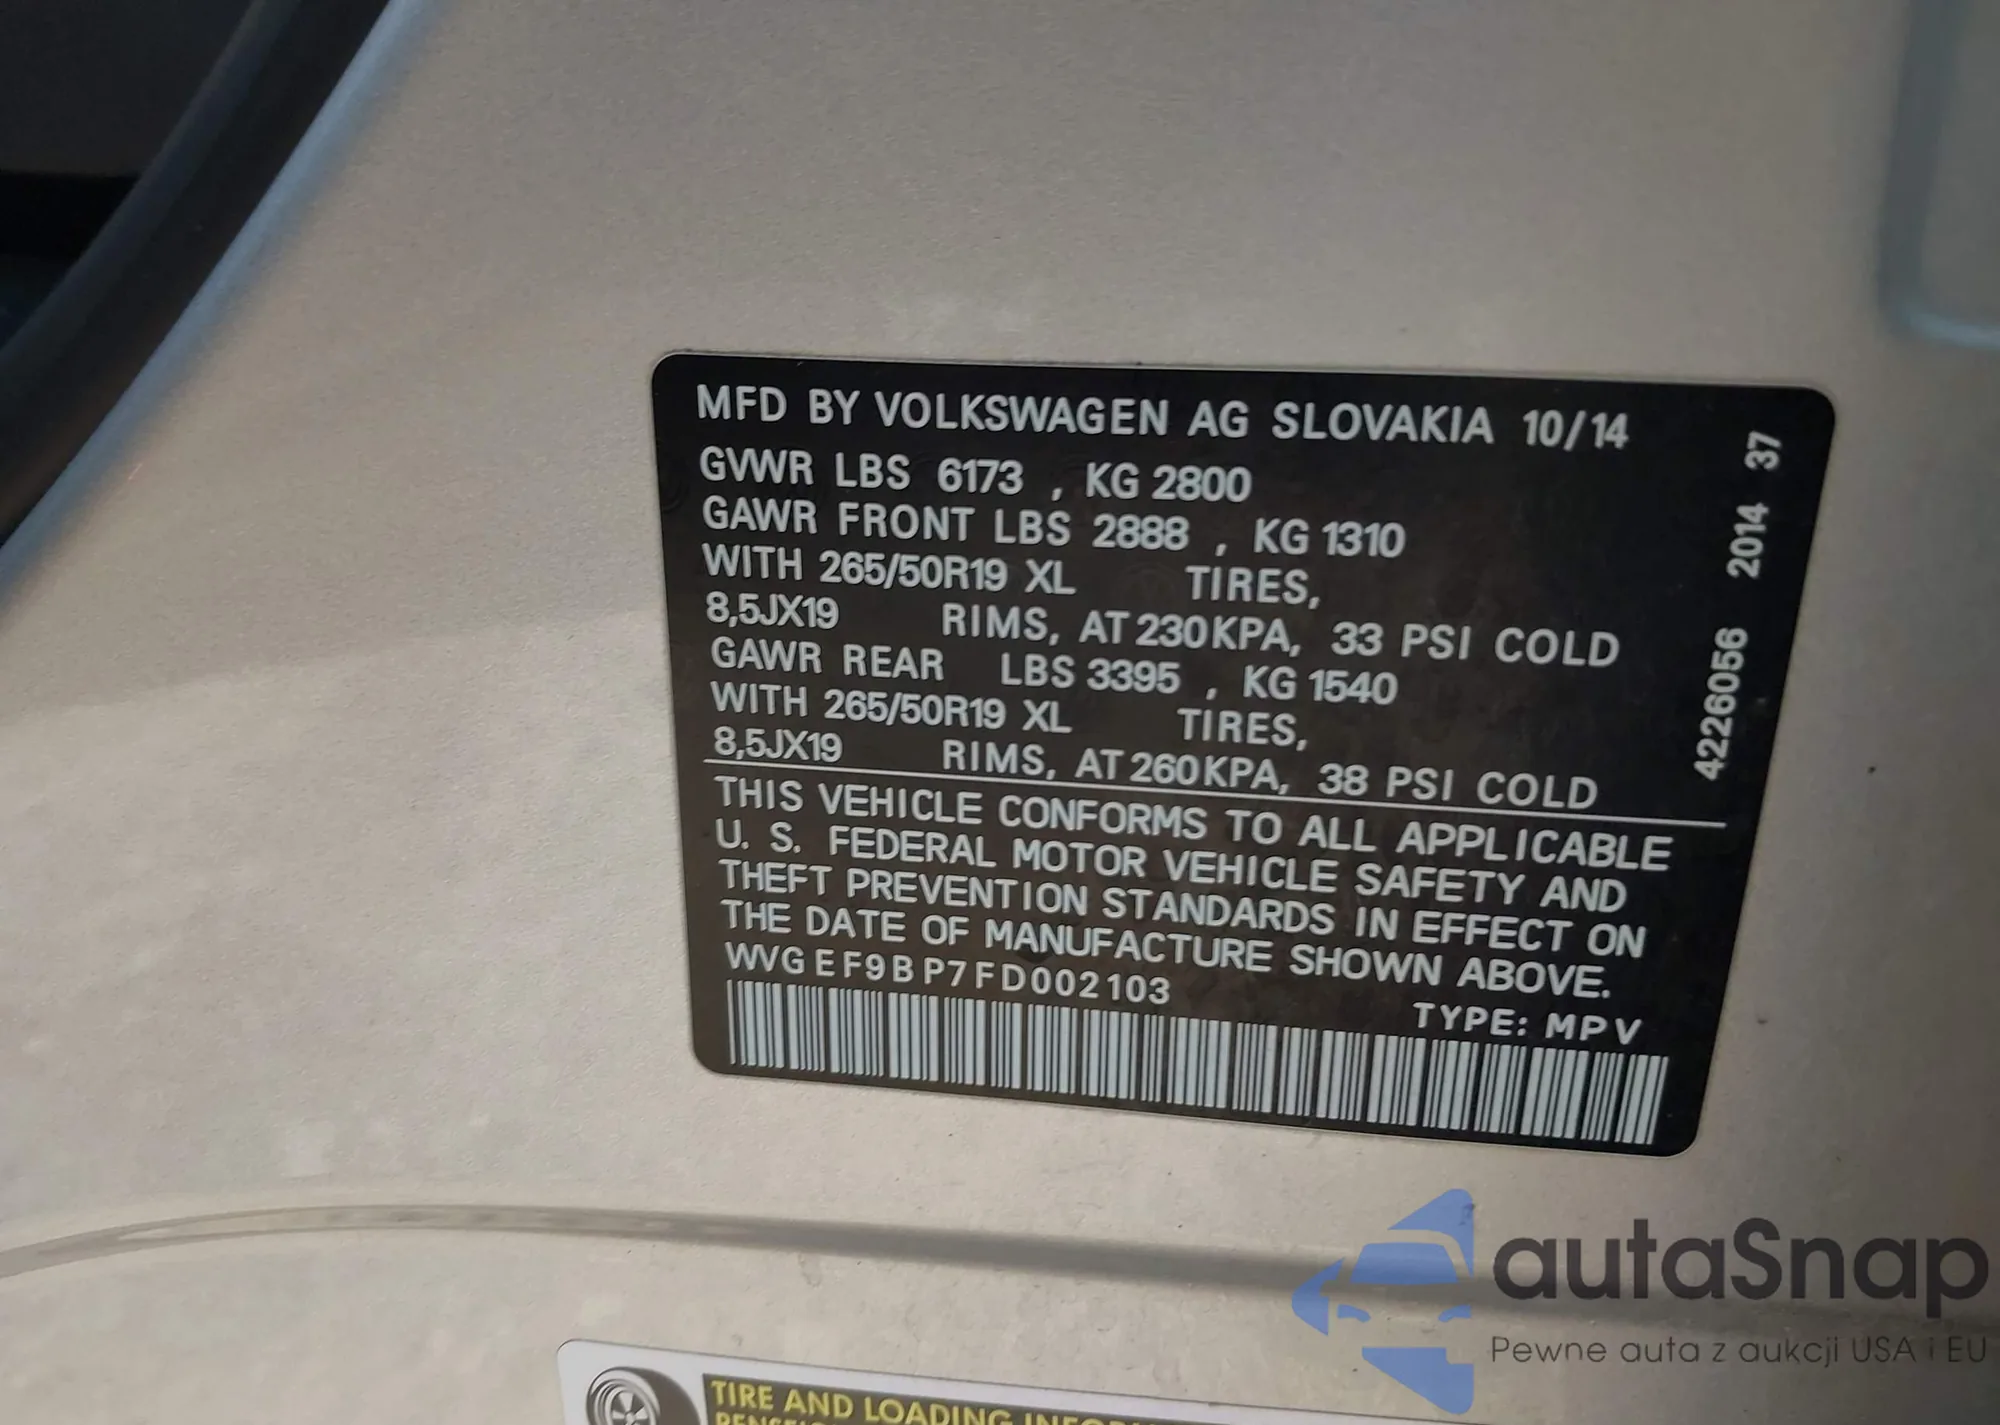 MFD BY VOLKSWAGEN AG SLOVAKIA 10/14
GVWR LBS 6173 , KG 2800
GAWR FRONT LBS 2888 , KG 1310
WITH 265/50R19 XL TIRES,
8,5JX19 RIMS, AT 230KPA, 33 PSI COLD
GAWR REAR LBS 3395 , KG 1540
WITH 265/50R19 XL TIRES,
8,5JX19 RIMS, AT 260KPA, 38 PSI COLD
THIS VEHICLE CONFORMS TO ALL APPLICABLE
U. S. FEDERAL MOTOR VEHICLE SAFETY AND
THEFT PREVENTION STANDARDS IN EFFECT ON
THE DATE OF MANUFACTURE SHOWN ABOVE.
WVGEF9BP7FD002103
TYPE: MPV
4226056 2014 37
autaSnap
Pewne auta z aukcji USA i EU
TIRE AND LOADING